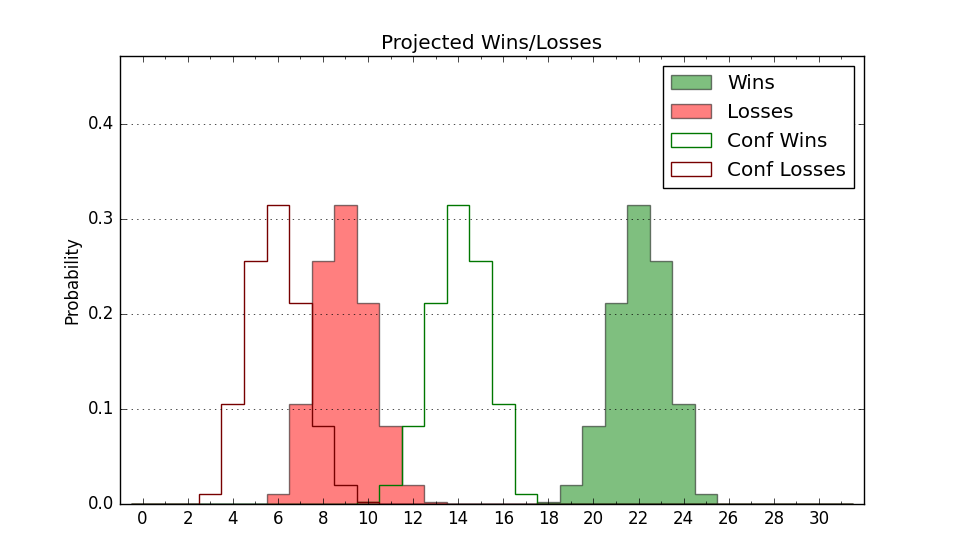 Projected Wins/Losses
Wins
Losses
Conf Wins
Conf Losses
Probability
0.4
0.3
0.2
0.1
0.0
0 2 4 6 8 10 12 14 16 18 20 22 24 26 28 30